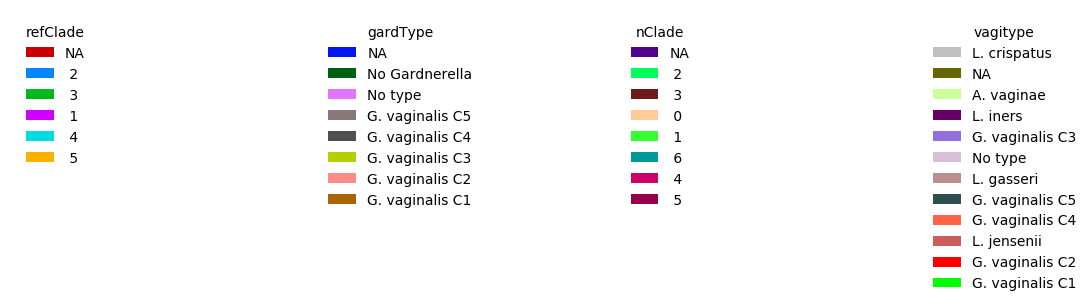 refClade
NA
2
3
1
4
5
gardType
NA
No Gardnerella
No type
G. vaginalis C5
G. vaginalis C4
G. vaginalis C3
G. vaginalis C2
G. vaginalis C1
nClade
NA
2
3
0
1
6
4
5
vagitype
L. crispatus
NA
A. vaginae
L. iners
G. vaginalis C3
No type
L. gasseri
G. vaginalis C5
G. vaginalis C4
L. jensenii
G. vaginalis C2
G. vaginalis C1